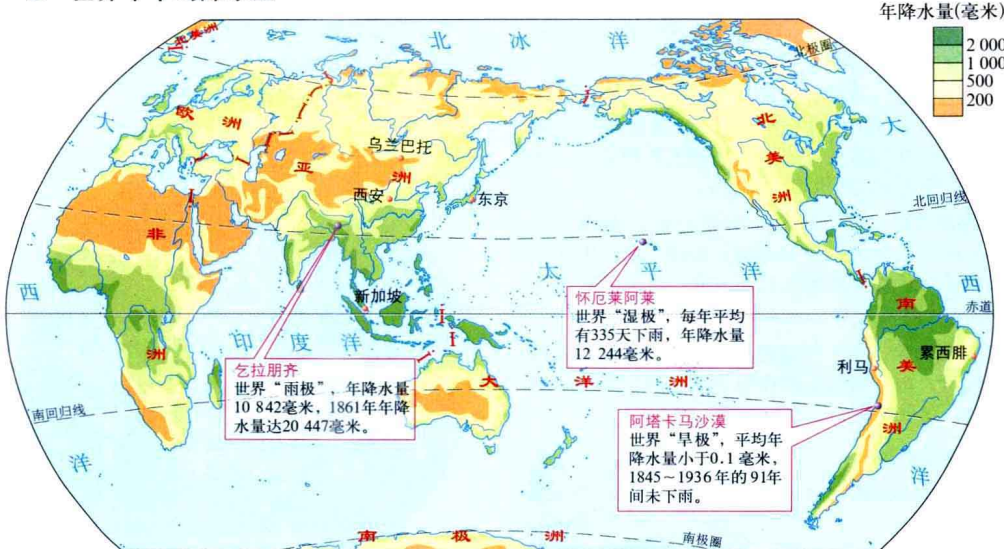 年降水量(毫米)
2 000
1 000
500
200
北冰洋
北极圈
大西洋
大西洋
欧洲
亚洲
非洲
北美洲
南美洲
大洋洲
南极洲
太平洋
印度洋
乌兰巴托
西安
东京
新加坡
利马
累西腓
北回归线
赤道
南回归线
南极圈
怀厄莱阿莱
世界“湿极”，每年平均
有335天下雨，年降水量
12 244毫米。
乞拉朋齐
世界“雨极”，年降水量
10 842毫米，1861年年降
水量达20 447毫米。
阿塔卡马沙漠
世界“旱极”，平均年
降水量小于0.1毫米，
1845～1936年的91年
间未下雨。